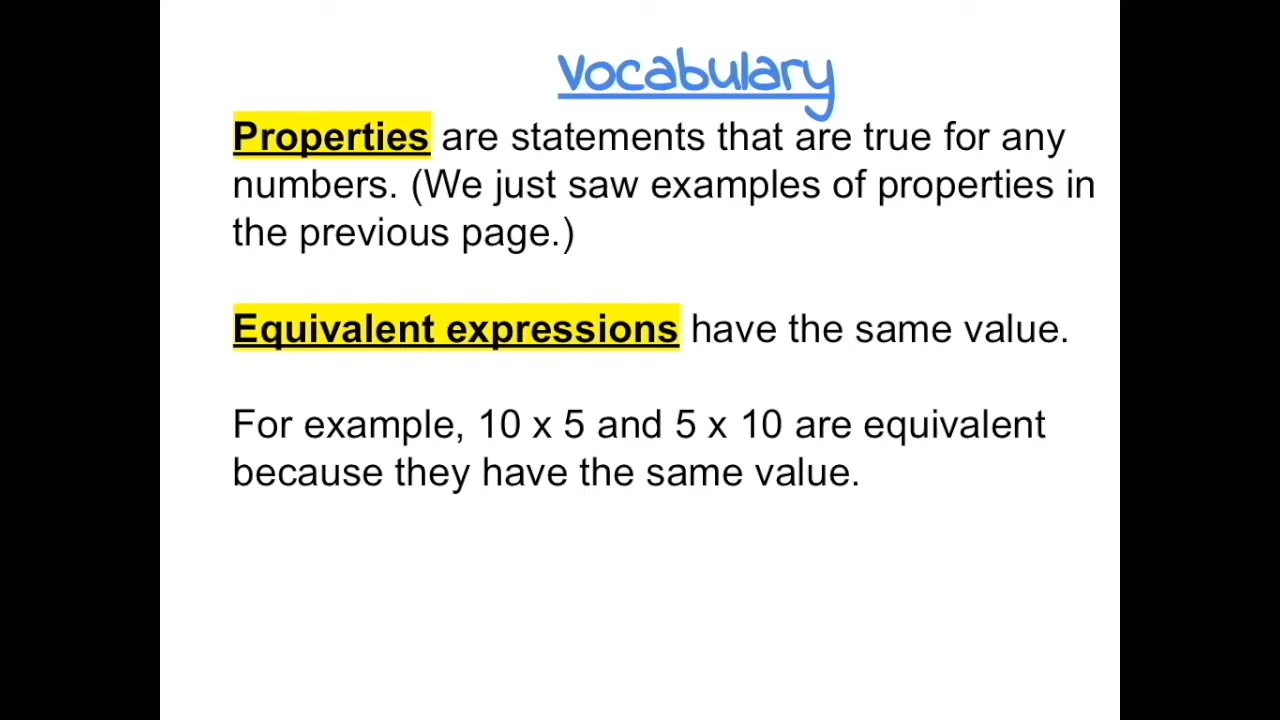 Vocabulary
Properties are statements that are true for any
numbers. (We just saw examples of properties in
the previous page.)
Equivalent expressions have the same value.
For example, 10 x 5 and 5 x 10 are equivalent
because they have the same value.